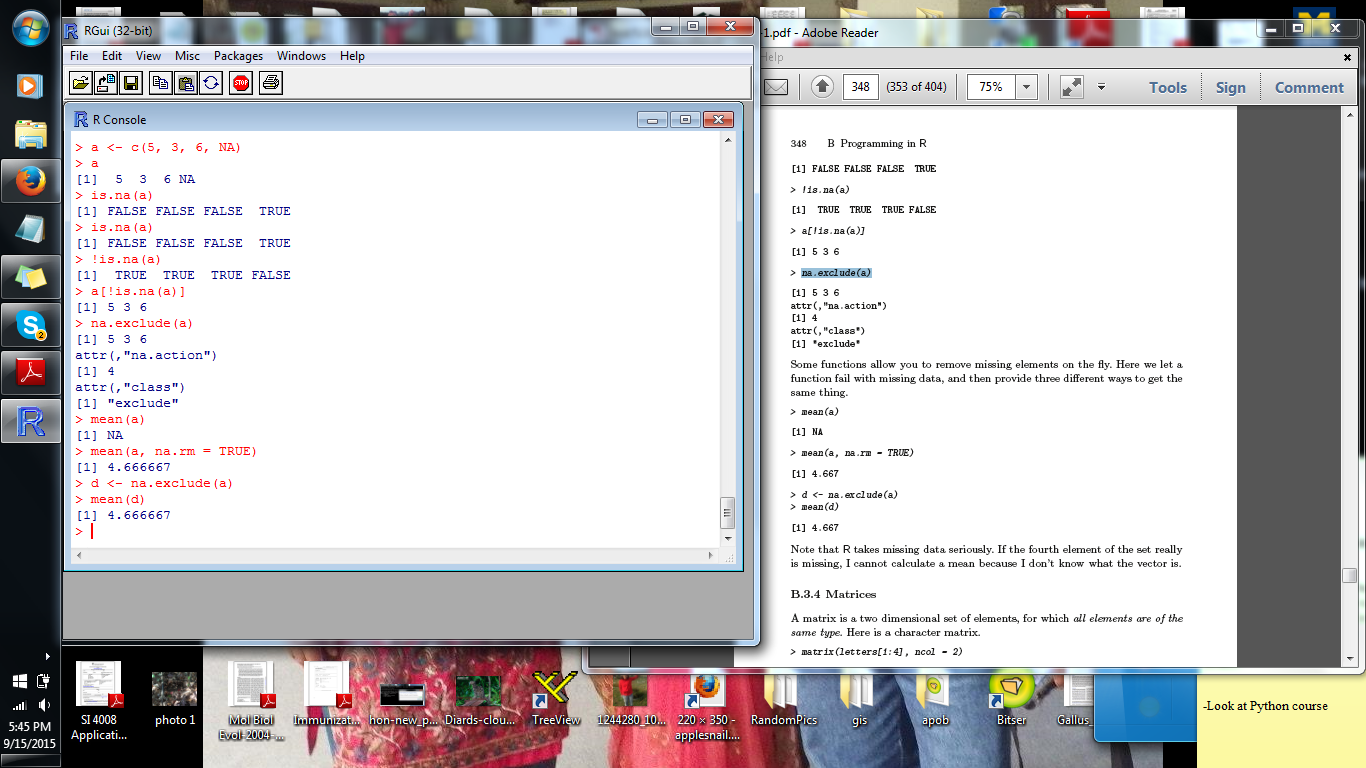 RGui (32-bit)
File Edit View Misc Packages Windows Help
STOP
R Console
> a <- c(5, 3, 6, NA)
> a
[1]  5  3  6 NA
> is.na(a)
[1] FALSE FALSE FALSE  TRUE
> is.na(a)
[1] FALSE FALSE FALSE  TRUE
> !is.na(a)
[1]  TRUE  TRUE  TRUE FALSE
> a[!is.na(a)]
[1] 5 3 6
> na.exclude(a)
[1] 5 3 6
attr(,"na.action")
[1] 4
attr(,"class")
[1] "exclude"
> mean(a)
[1] NA
> mean(a, na.rm = TRUE)
[1] 4.666667
> d <- na.exclude(a)
> mean(d)
[1] 4.666667
>
-1.pdf - Adobe Reader
Help
348 (353 of 404) 75% Tools Sign Comment
348 B Programming in R
[1] FALSE FALSE FALSE  TRUE
> !is.na(a)
[1]  TRUE  TRUE  TRUE FALSE
> a[!is.na(a)]
[1] 5 3 6
> na.exclude(a)
[1] 5 3 6
attr(,"na.action")
[1] 4
attr(,"class")
[1] "exclude"
Some functions allow you to remove missing elements on the fly. Here we let a
function fail with missing data, and then provide three different ways to get the
same thing.
> mean(a)
[1] NA
> mean(a, na.rm = TRUE)
[1] 4.667
> d <- na.exclude(a)
> mean(d)
[1] 4.667
Note that R takes missing data seriously. If the fourth element of the set really
is missing, I cannot calculate a mean because I don't know what the vector is.
B.3.4 Matrices
A matrix is a two dimensional set of elements, for which all elements are of the
same type. Here is a character matrix.
> matrix(letters[1:4], ncol = 2)
SI 4008
Applicati...
photo 1
Mol Biol
Evol-2004-...
Immunizat...
hon-new_p...
Diards-clou...
TreeView
1244280_10...
220 × 350 -
applesnail....
RandomPics
gis
apob
Bitser
Gallus_
-Look at Python course
2
5:45 PM
9/15/2015